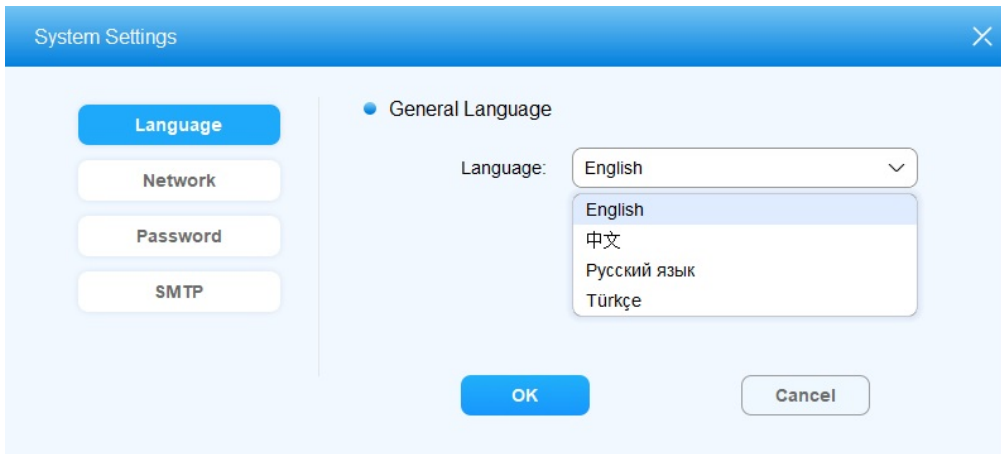 System Settings
Language
Network
Password
SMTP
General Language
Language: English
English
中文
Русский язык
Türkçe
OK
Cancel